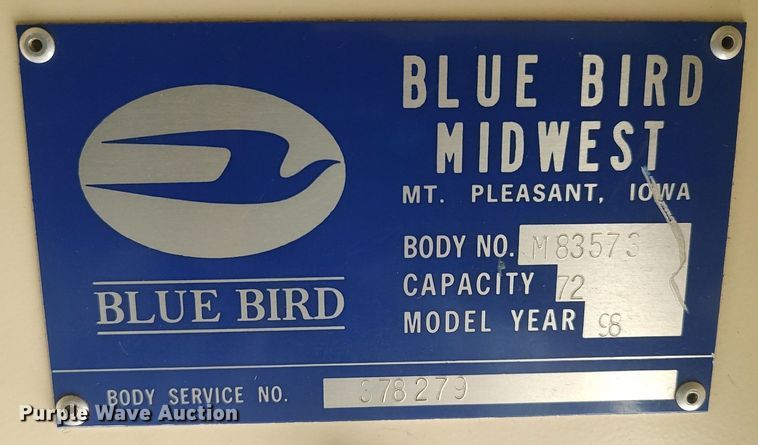 BLUE BIRD
BLUE BIRD
MIDWEST
MT. PLEASANT, IOWA
BODY NO. M83573
CAPACITY 72
MODEL YEAR 98
BODY SERVICE NO. 378279
Purple Wave Auction